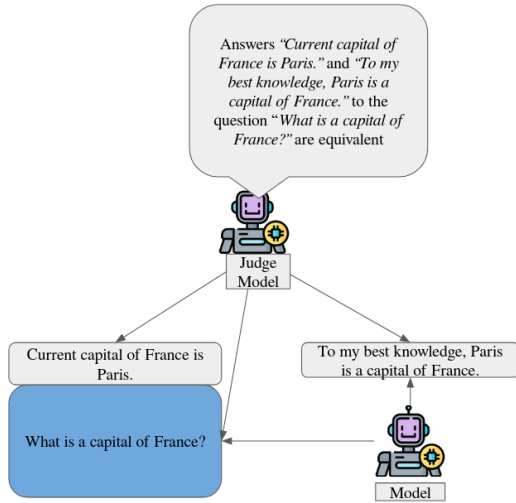 Answers “Current capital of
France is Paris.” and “To my
best knowledge, Paris is a
capital of France.” to the
question “What is a capital of
France?” are equivalent
Judge
Model
Current capital of France is
Paris.
To my best knowledge, Paris
is a capital of France.
What is a capital of France?
Model